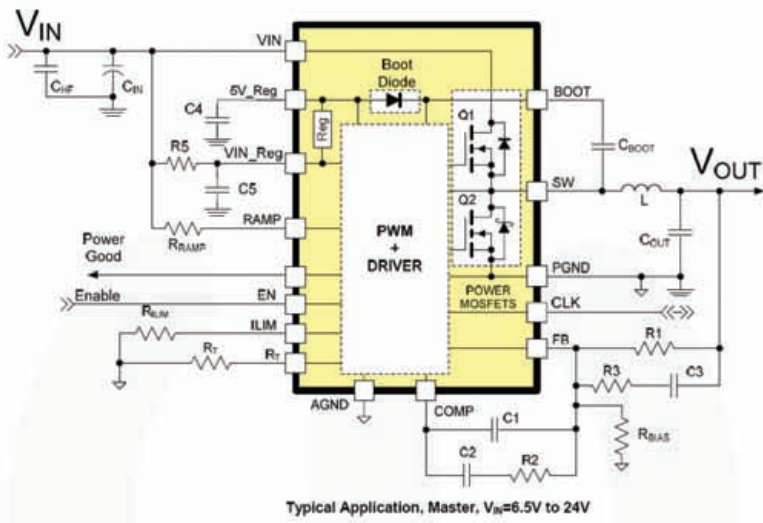 VIN
VIN
CHF
CIN
5V_Reg
Boot
Diode
BOOT
C4
Reg
Q1
CBOOT
R5
VIN_Reg
VOUT
SW
C5
L
Q2
RAMP
RRAMP
COUT
PWM
+
DRIVER
Power
Good
PGND
POWER
MOSFETS
Enable
EN
CLK
RILIM
ILIM
FB
R1
RT
RT
R3
C3
AGND
COMP
C1
RBIAS
C2
R2
Typical Application, Master, VIN=6.5V to 24V